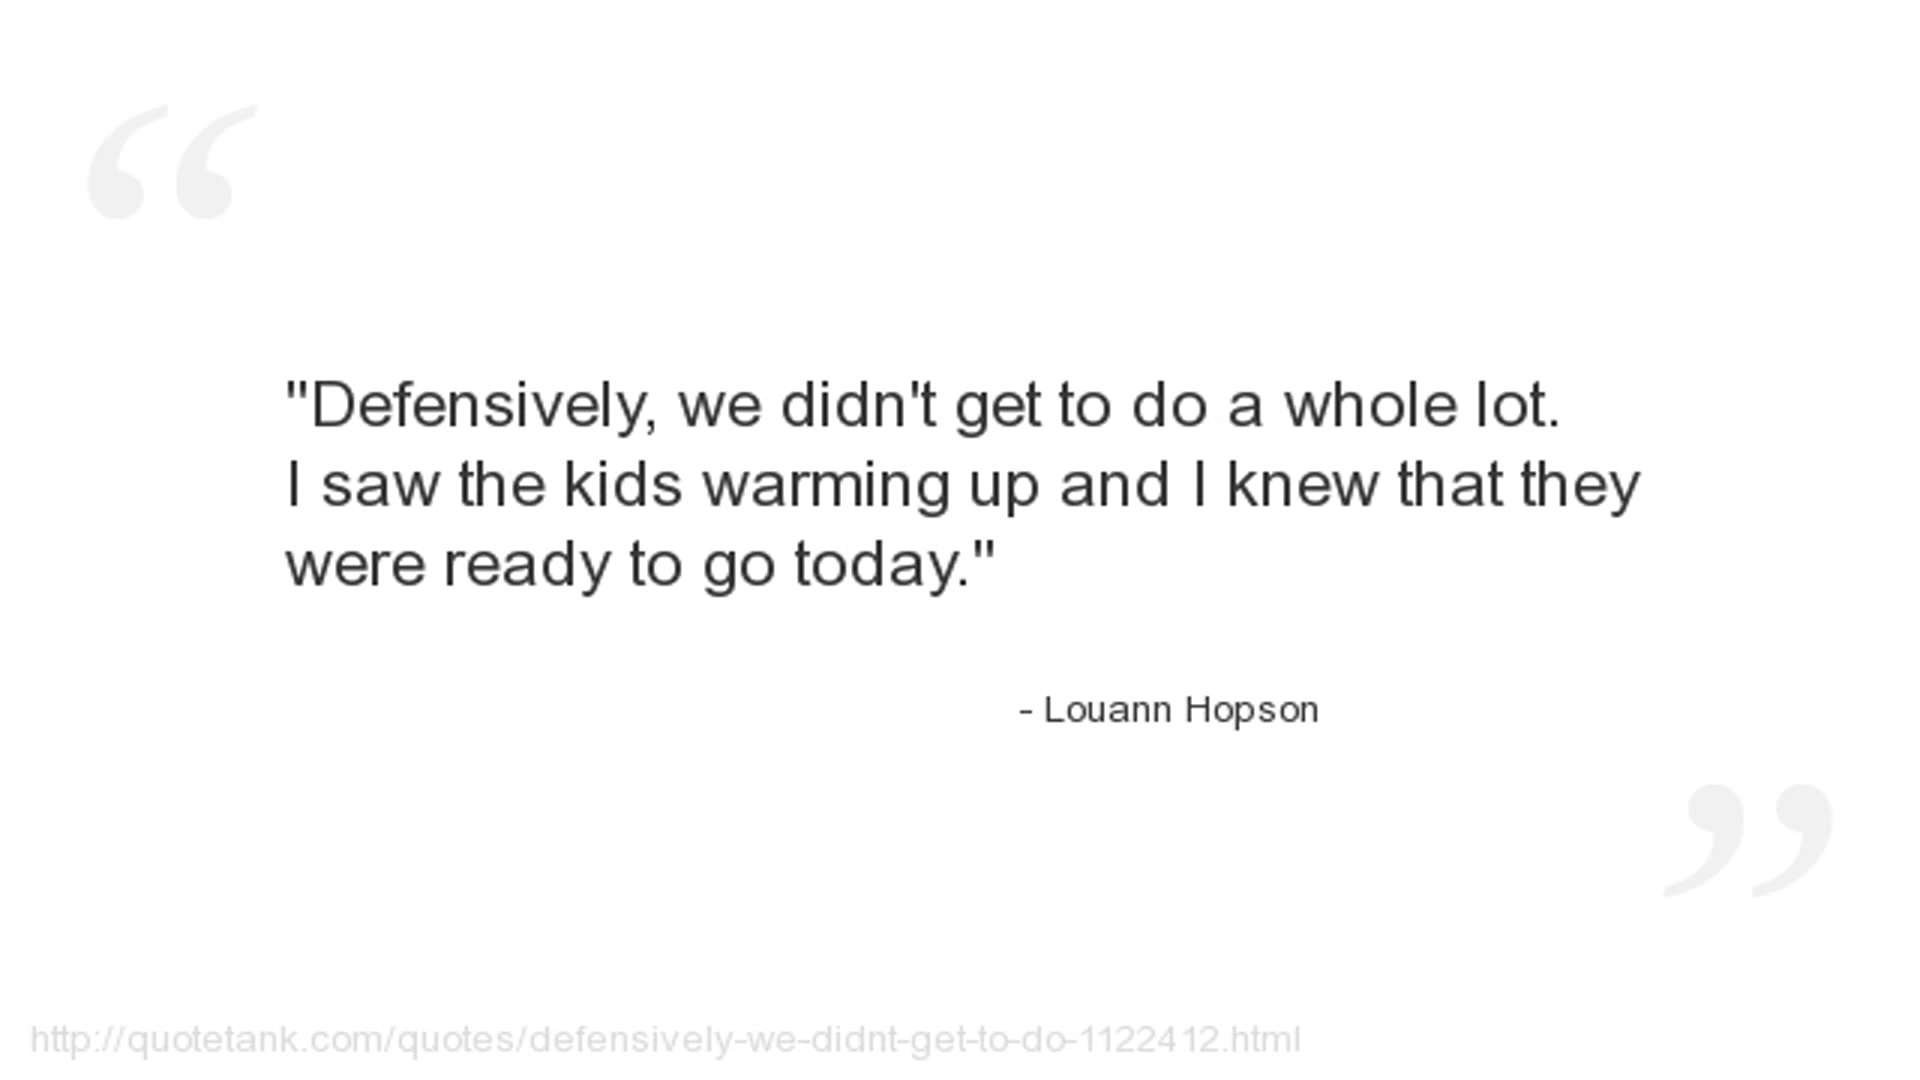 "Defensively, we didn't get to do a whole lot.
I saw the kids warming up and I knew that they
were ready to go today."
- Louann Hopson
http://quotetank.com/quotes/defensively-we-didnt-get-to-do-1122412.html